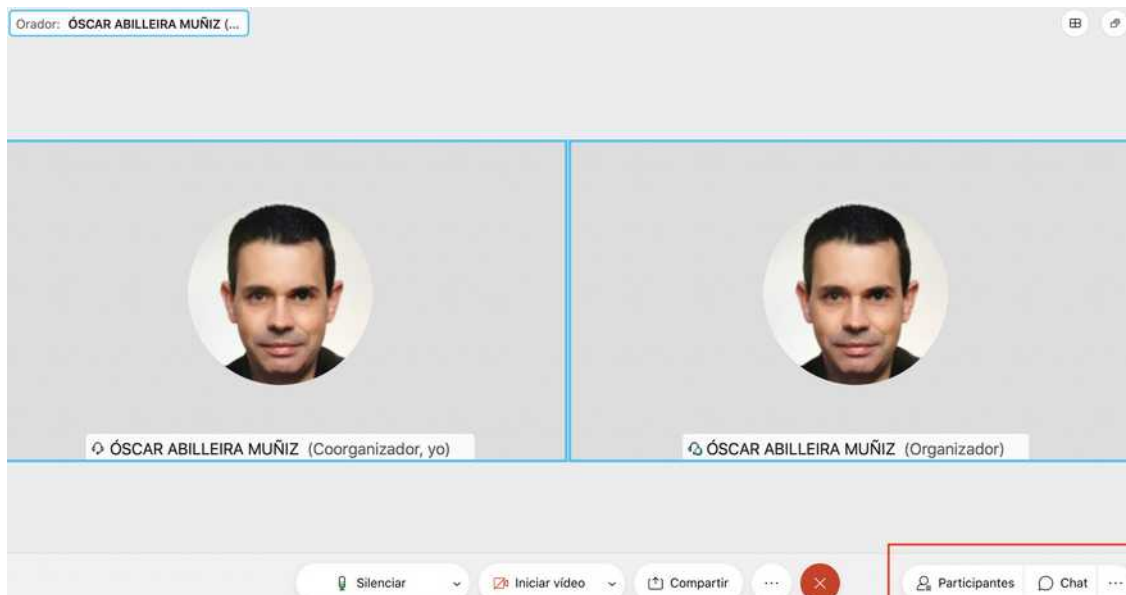 Orador: ÓSCAR ABILLEIRA MUÑIZ (...
ÓSCAR ABILLEIRA MUÑIZ (Coorganizador, yo)
ÓSCAR ABILLEIRA MUÑIZ (Organizador)
Silenciar
Iniciar vídeo
Compartir
Participantes
Chat